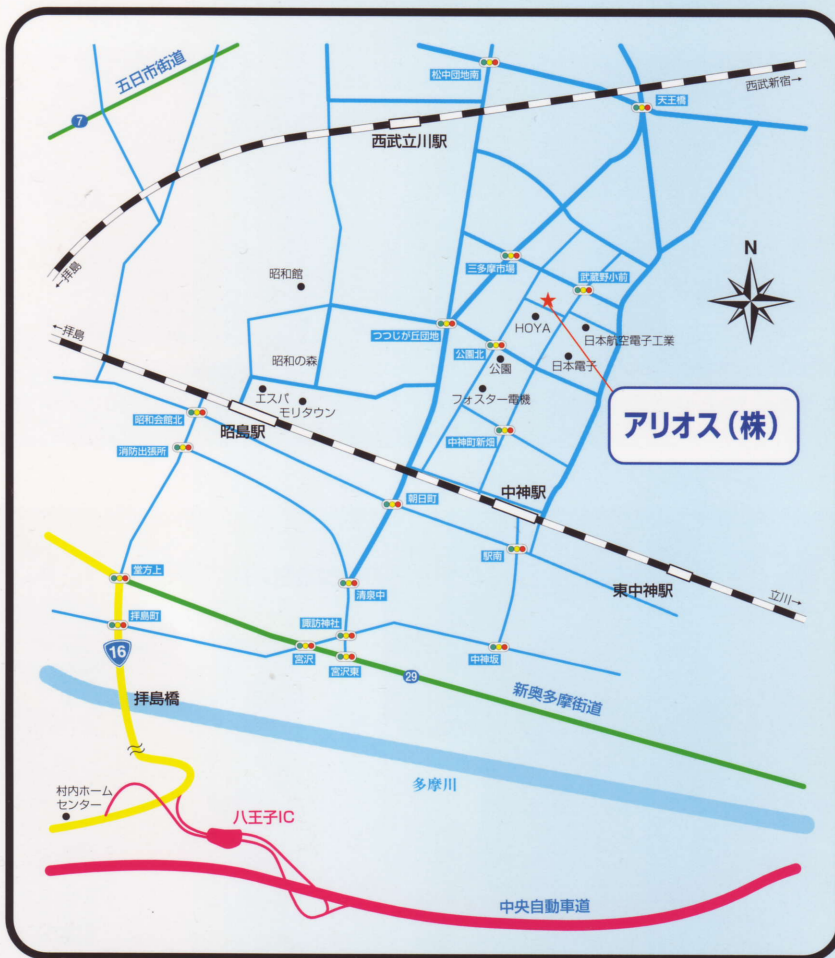 五日市街道
7
松中団地南
天王橋
西武新宿→
西武立川駅
←拝島
昭和館
三多摩市場
武蔵野小前
N
←拝島
つつじが丘団地
HOYA
日本航空電子工業
公園北
公園
日本電子
昭和の森
エスパ
モリタウン
フォスター電機
アリオス(株)
昭和会館北
昭島駅
中神町新畑
消防出張所
中神駅
朝日町
駅南
堂方上
清泉中
東中神駅
立川→
拝島町
諏訪神社
16
宮沢
宮沢東
中神坂
29
新奥多摩街道
拝島橋
多摩川
村内ホーム
センター
八王子IC
中央自動車道